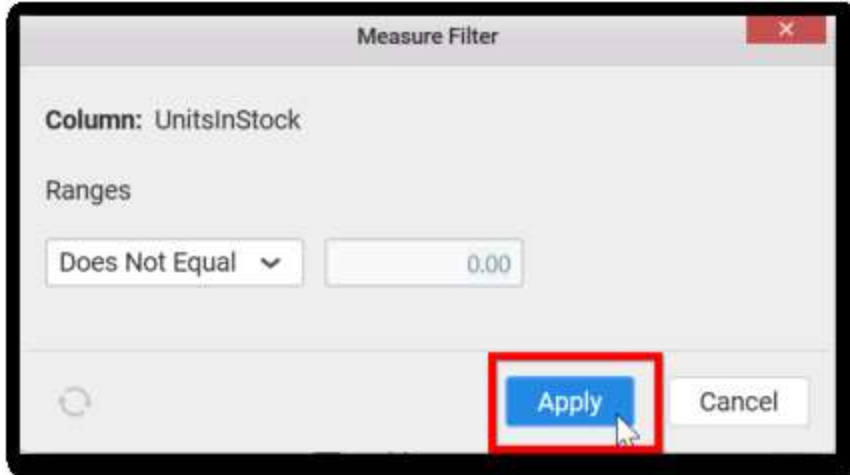 Measure Filter
Column: UnitsInStock
Ranges
Does Not Equal 0.00
Apply Cancel